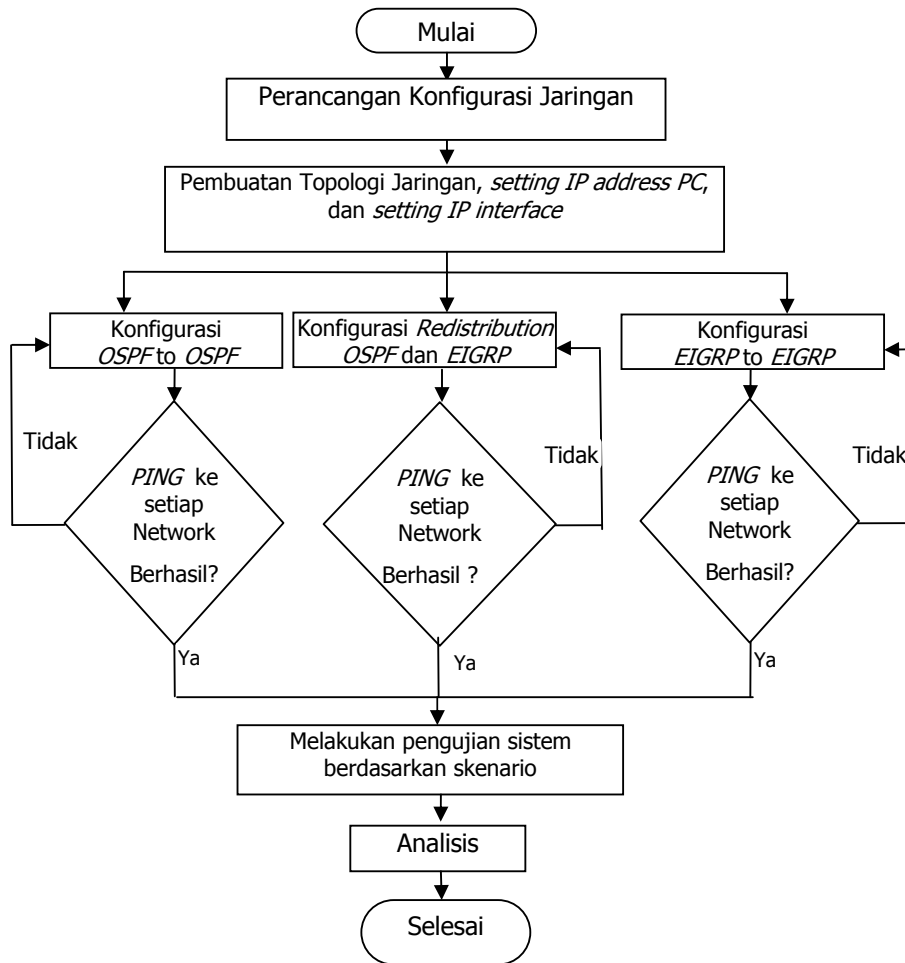 Mulai
Perancangan Konfigurasi Jaringan
Pembuatan Topologi Jaringan, setting IP address PC,
dan setting IP interface
Konfigurasi
OSPF to OSPF
Konfigurasi Redistribution
OSPF dan EIGRP
Konfigurasi
EIGRP to EIGRP
Tidak
PING ke
setiap
Network
Berhasil?
Ya
Tidak
PING ke
setiap
Network
Berhasil ?
Ya
Tidak
PING ke
setiap
Network
Berhasil?
Ya
Melakukan pengujian sistem
berdasarkan skenario
Analisis
Selesai